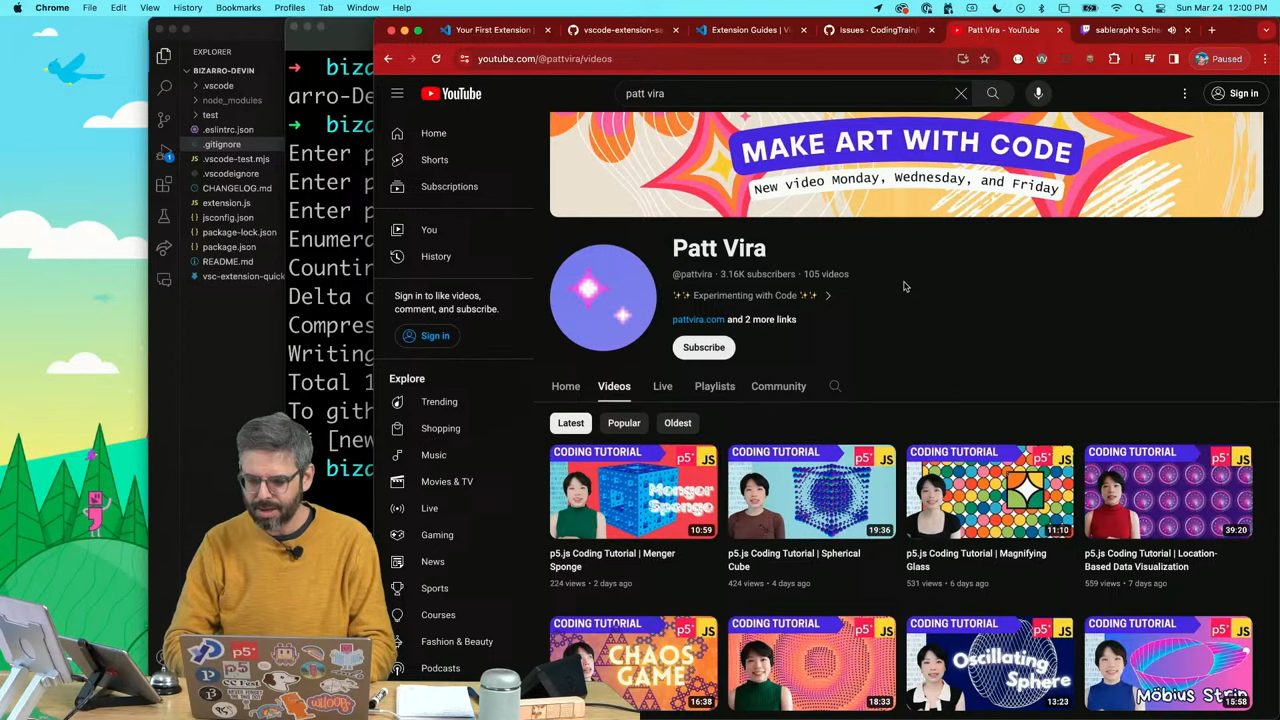 Chrome File Edit View History Bookmarks Profiles Tab Window Help
Sun Mar 24 12:00 PM
Your First Extension
vscode-extension-sa
Extension Guides | Vi
Issues · CodingTrain/
Patt Vira - YouTube
sableraph's Sche
youtube.com/@pattvira/videos
Paused
YouTube
patt vira
Sign in
EXPLORER
BIZARRO-DEVIN
.vscode
node_modules
test
.eslintrc.json
.gitignore
.vscode-test.mjs
.vscodeignore
CHANGELOG.md
extension.js
jsconfig.json
package-lock.json
package.json
README.md
vsc-extension-quick
1
→ biza
arro-De
→ biza
Enter p
Enter p
Enter p
Enumera
Countin
Delta c
Compres
Writing
Total 1
To gith
[new
biza
Home
Shorts
Subscriptions
You
History
Sign in to like videos,
comment, and subscribe.
Sign in
Explore
Trending
Shopping
Music
Movies & TV
Live
Gaming
News
Sports
Courses
Fashion & Beauty
Podcasts
MAKE ART WITH CODE
New video Monday, Wednesday, and Friday
Patt Vira
@pattvira · 3.16K subscribers · 105 videos
✨✨ Experimenting with Code ✨✨
pattvira.com and 2 more links
Subscribe
Home Videos Live Playlists Community
Latest Popular Oldest
CODING TUTORIAL p5* JS
Menger
Sponge
10:59
CODING TUTORIAL p5* JS
19:36
CODING TUTORIAL p5* JS
11:10
CODING TUTORIAL p5* JS
39:20
p5.js Coding Tutorial | Menger
Sponge
224 views · 2 days ago
p5.js Coding Tutorial | Spherical
Cube
424 views · 4 days ago
p5.js Coding Tutorial | Magnifying
Glass
531 views · 6 days ago
p5.js Coding Tutorial | Location-
Based Data Visualization
559 views · 7 days ago
CODING TUTORIAL p5* JS
CHAOS
GAME
16:38
CODING TUTORIAL p5* JS
18:33
CODING TUTORIAL p5* JS
Oscillating
Sphere
13:23
CODING TUTORIAL p5* JS
Möbius Strip
15:58